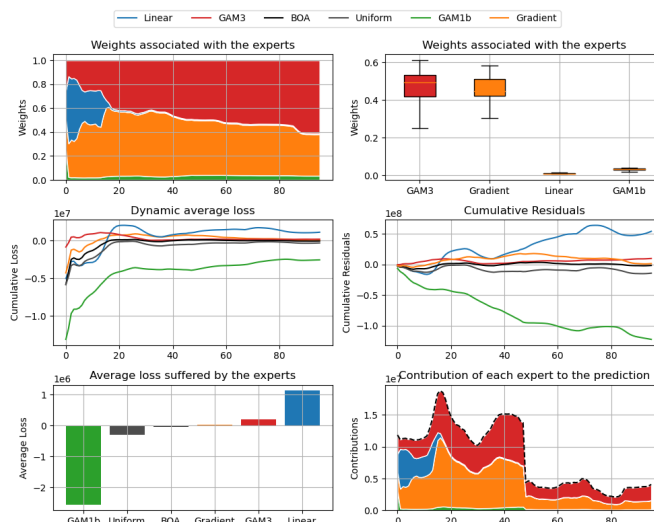 Linear GAM3 BOA Uniform GAM1b Gradient
Weights associated with the experts
Weights
1.0
0.8
0.6
0.4
0.2
0.0
0 20 40 60 80
Weights associated with the experts
Weights
0.6
0.4
0.2
0.0
GAM3 Gradient Linear GAM1b
Dynamic average loss
1e7
Cumulative Loss
0.0
−0.5
−1.0
0 20 40 60 80
Cumulative Residuals
1e8
Cumulative Residuals
0.5
0.0
−0.5
−1.0
0 20 40 60 80
Average loss suffered by the experts
1e6
Average Loss
1
0
−1
−2
GAM1b Uniform BOA Gradient GAM3 Linear
Contribution of each expert to the prediction
1e7
Contributions
1.5
1.0
0.5
0.0
0 20 40 60 80